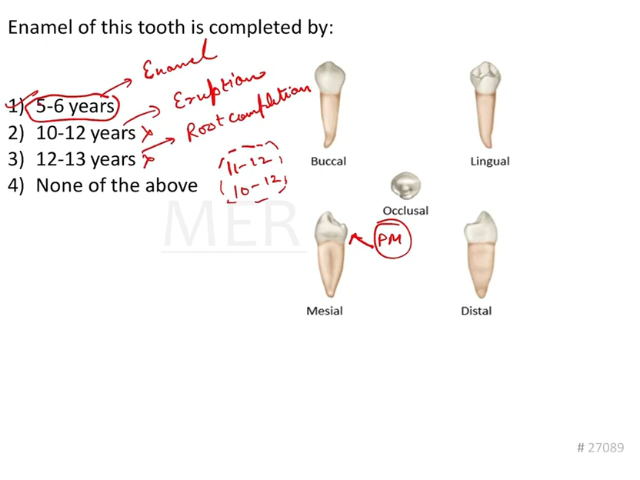 Enamel of this tooth is completed by:
Enamel
1) 5-6 years
Eruption
2) 10-12 years x
Root completion
3) 12-13 years x
11-12
4) None of the above
10-12
Buccal
Lingual
Occlusal
MER
PM
Mesial
Distal
# 27089